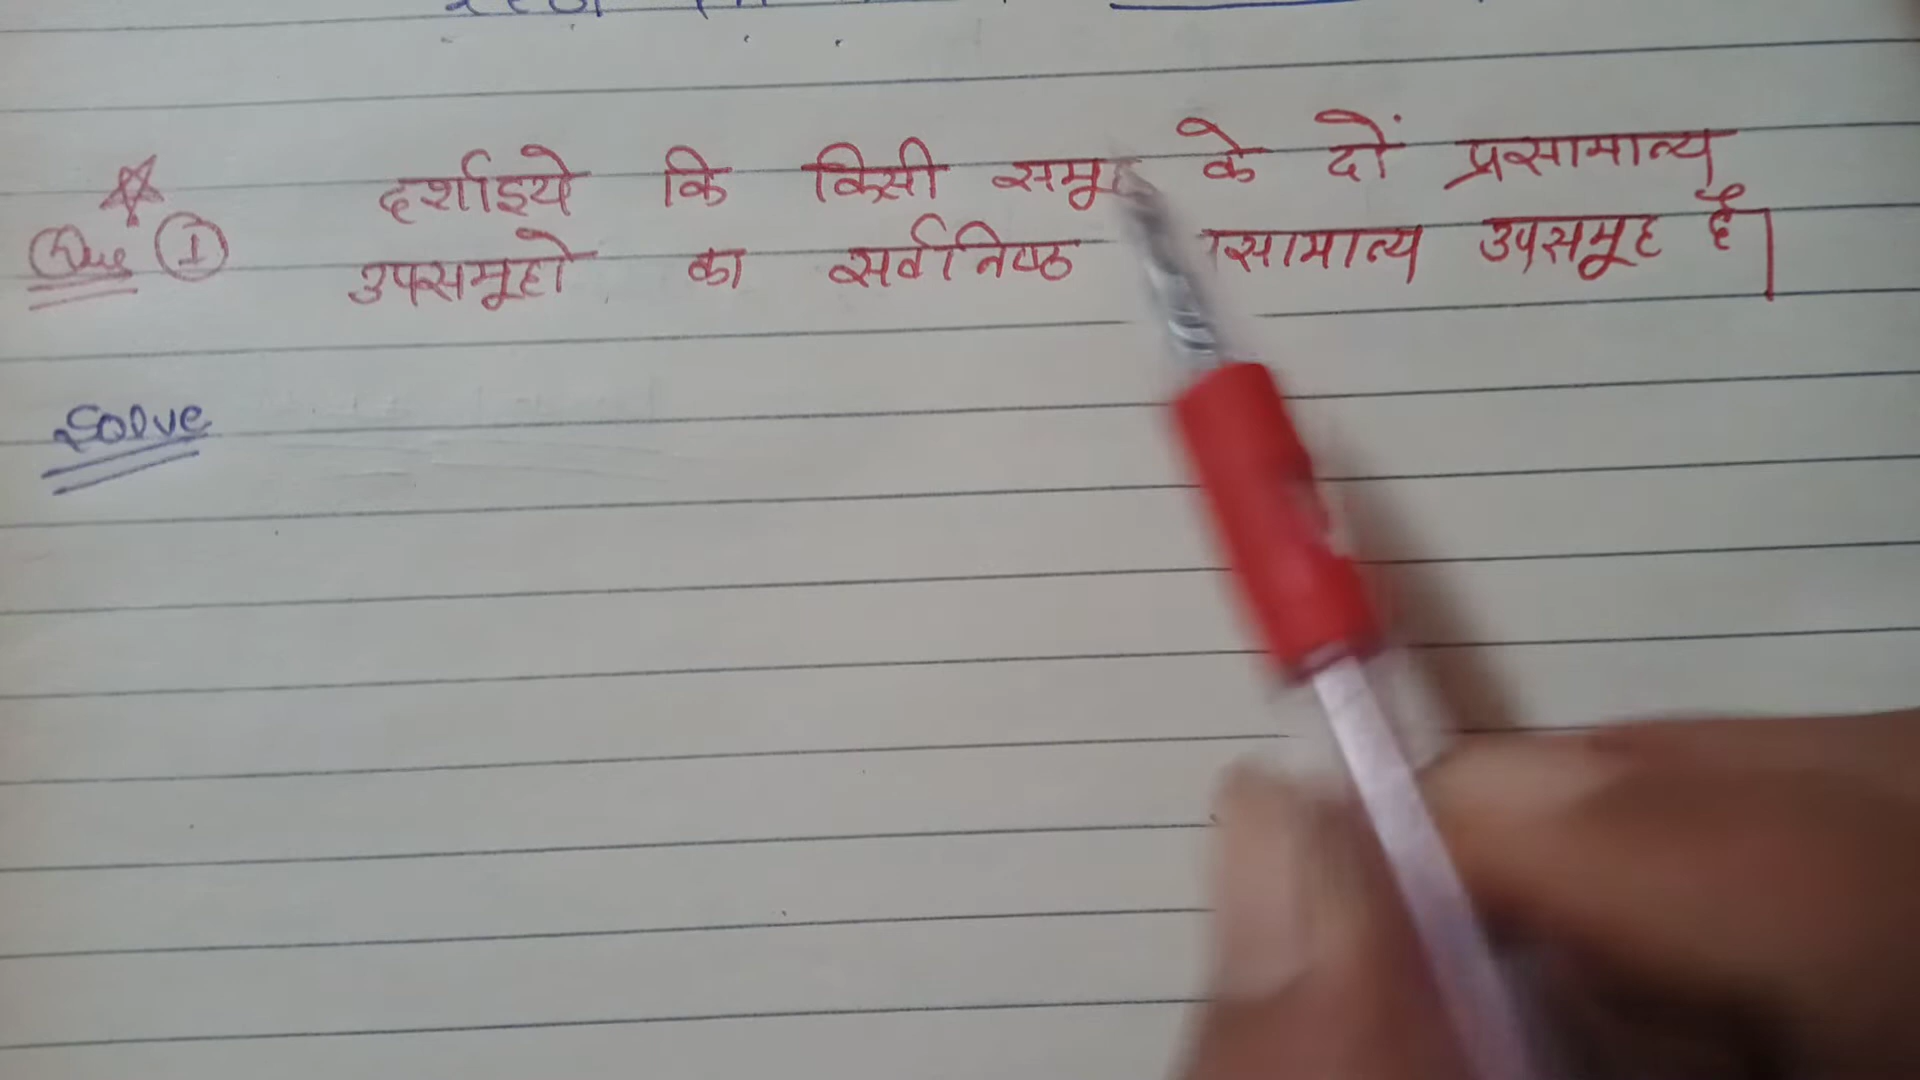 Que ① दर्शाइये कि किसी समूह के दों प्रसामान्य
उपसमूहो का सर्वनिष्ठ उपसमूह है।
Solve